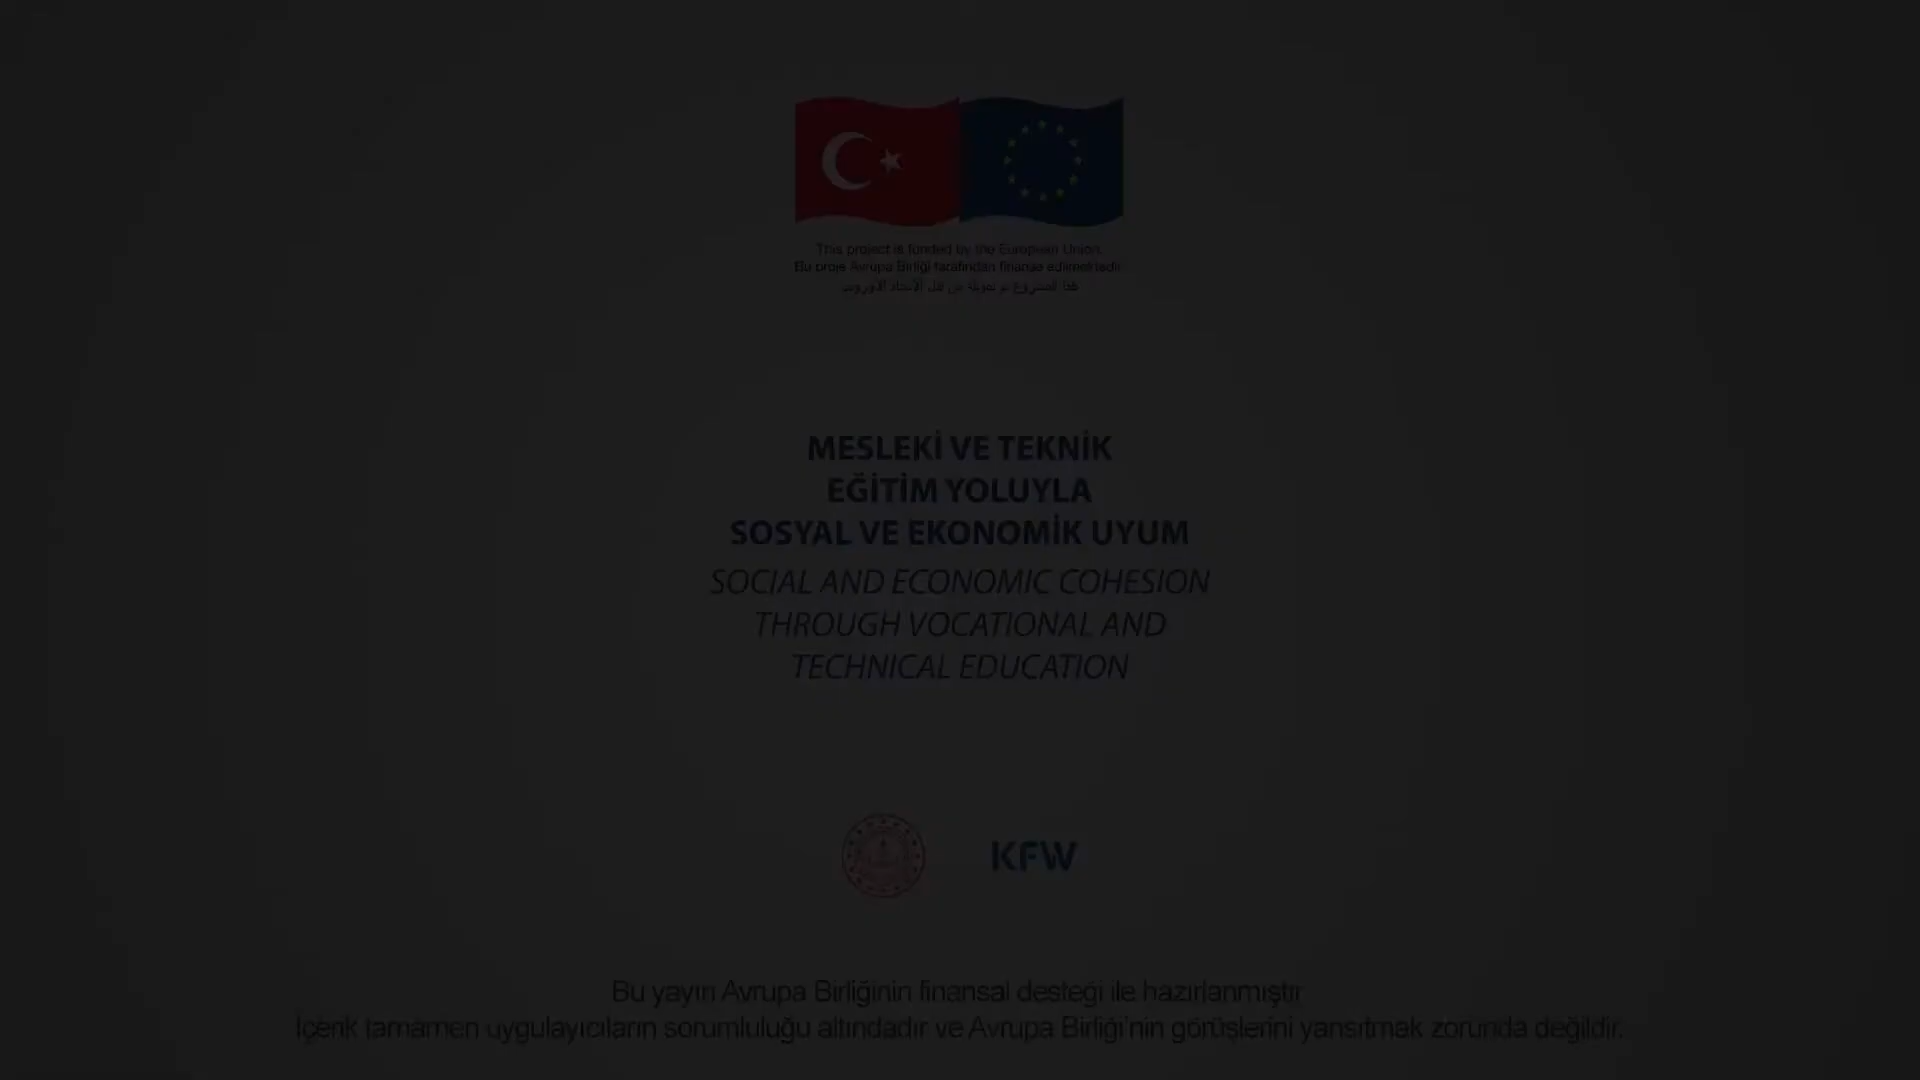 This project is funded by the European Union.
Bu proje Avrupa Birliği tarafından finanse edilmektedir.
MESLEKİ VE TEKNİK
EĞİTİM YOLUYLA
SOSYAL VE EKONOMİK UYUM
SOCIAL AND ECONOMIC COHESION
THROUGH VOCATIONAL AND
TECHNICAL EDUCATION
KFW
Bu yayın Avrupa Birliğinin finansal desteği ile hazırlanmıştır
İçerik tamamen uygulayıcıların sorumluluğu altındadır ve Avrupa Birliği'nin görüşlerini yansıtmak zorunda değildir.